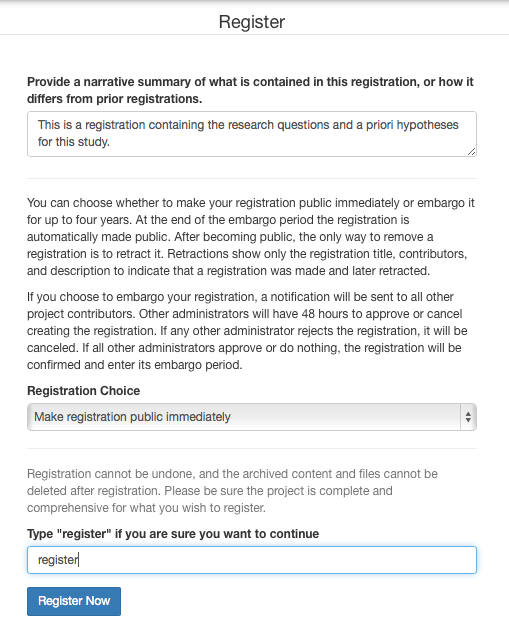 Register
Provide a narrative summary of what is contained in this registration, or how it
differs from prior registrations.
This is a registration containing the research questions and a priori hypotheses
for this study.
You can choose whether to make your registration public immediately or embargo it
for up to four years. At the end of the embargo period the registration is
automatically made public. After becoming public, the only way to remove a
registration is to retract it. Retractions show only the registration title, contributors,
and description to indicate that a registration was made and later retracted.
If you choose to embargo your registration, a notification will be sent to all other
project contributors. Other administrators will have 48 hours to approve or cancel
creating the registration. If any other administrator rejects the registration, it will be
canceled. If all other administrators approve or do nothing, the registration will be
confirmed and enter its embargo period.
Registration Choice
Make registration public immediately
Registration cannot be undone, and the archived content and files cannot be
deleted after registration. Please be sure the project is complete and
comprehensive for what you wish to register.
Type "register" if you are sure you want to continue
register
Register Now